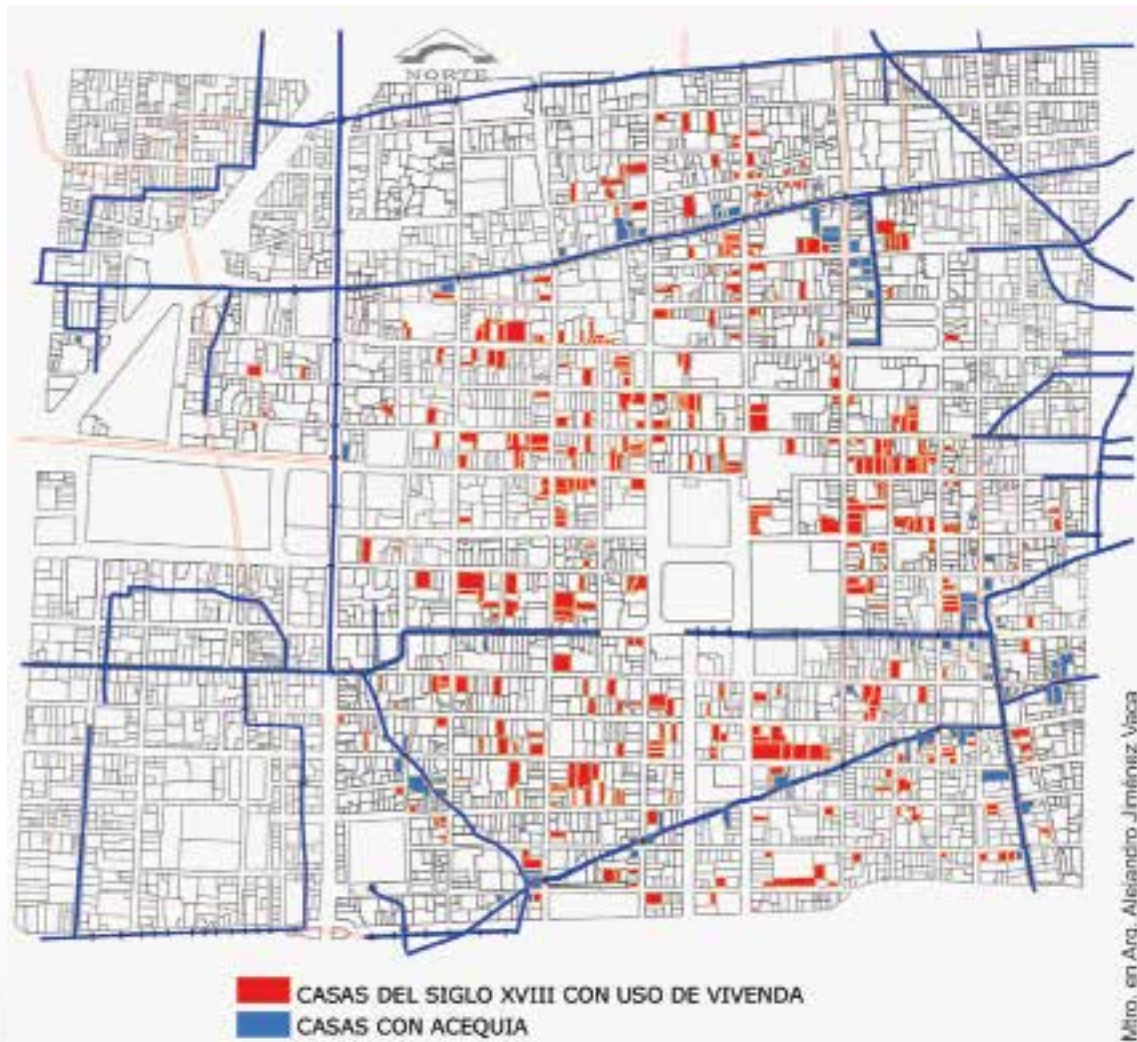 NORTE
CASAS DEL SIGLO XVIII CON USO DE VIVENDA
CASAS CON ACEQUIA
Mtro. en Arq. Alejandro Jiménez Vaca